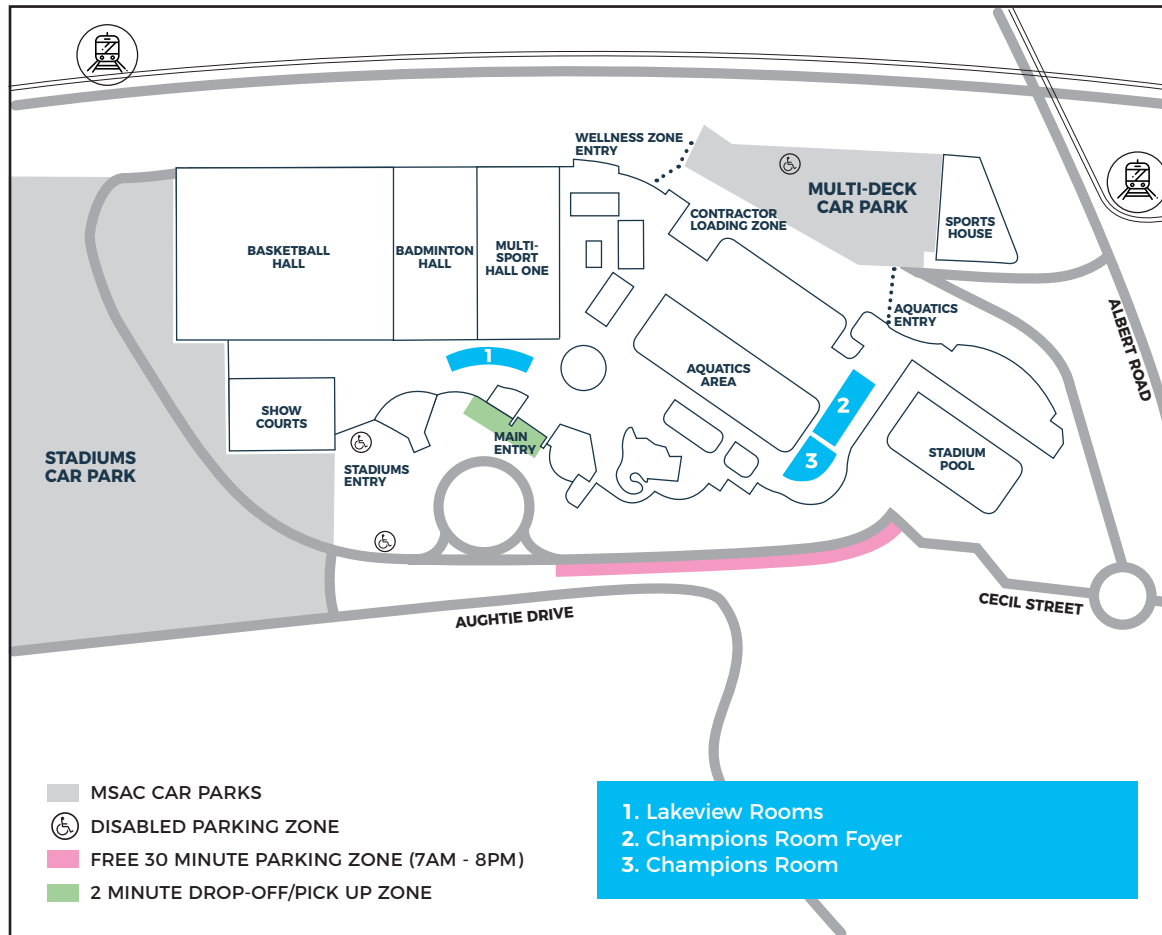 WELLNESS ZONE
ENTRY
MULTI-DECK
CAR PARK
CONTRACTOR
LOADING ZONE
SPORTS
HOUSE
BASKETBALL
HALL
BADMINTON
HALL
MULTI-
SPORT
HALL ONE
AQUATICS
ENTRY
ALBERT ROAD
1
AQUATICS
AREA
2
SHOW
COURTS
MAIN
ENTRY
3
STADIUM
POOL
STADIUMS
CAR PARK
STADIUMS
ENTRY
CECIL STREET
AUGHTIE DRIVE
MSAC CAR PARKS
DISABLED PARKING ZONE
FREE 30 MINUTE PARKING ZONE (7AM - 8PM)
2 MINUTE DROP-OFF/PICK UP ZONE
1. Lakeview Rooms
2. Champions Room Foyer
3. Champions Room